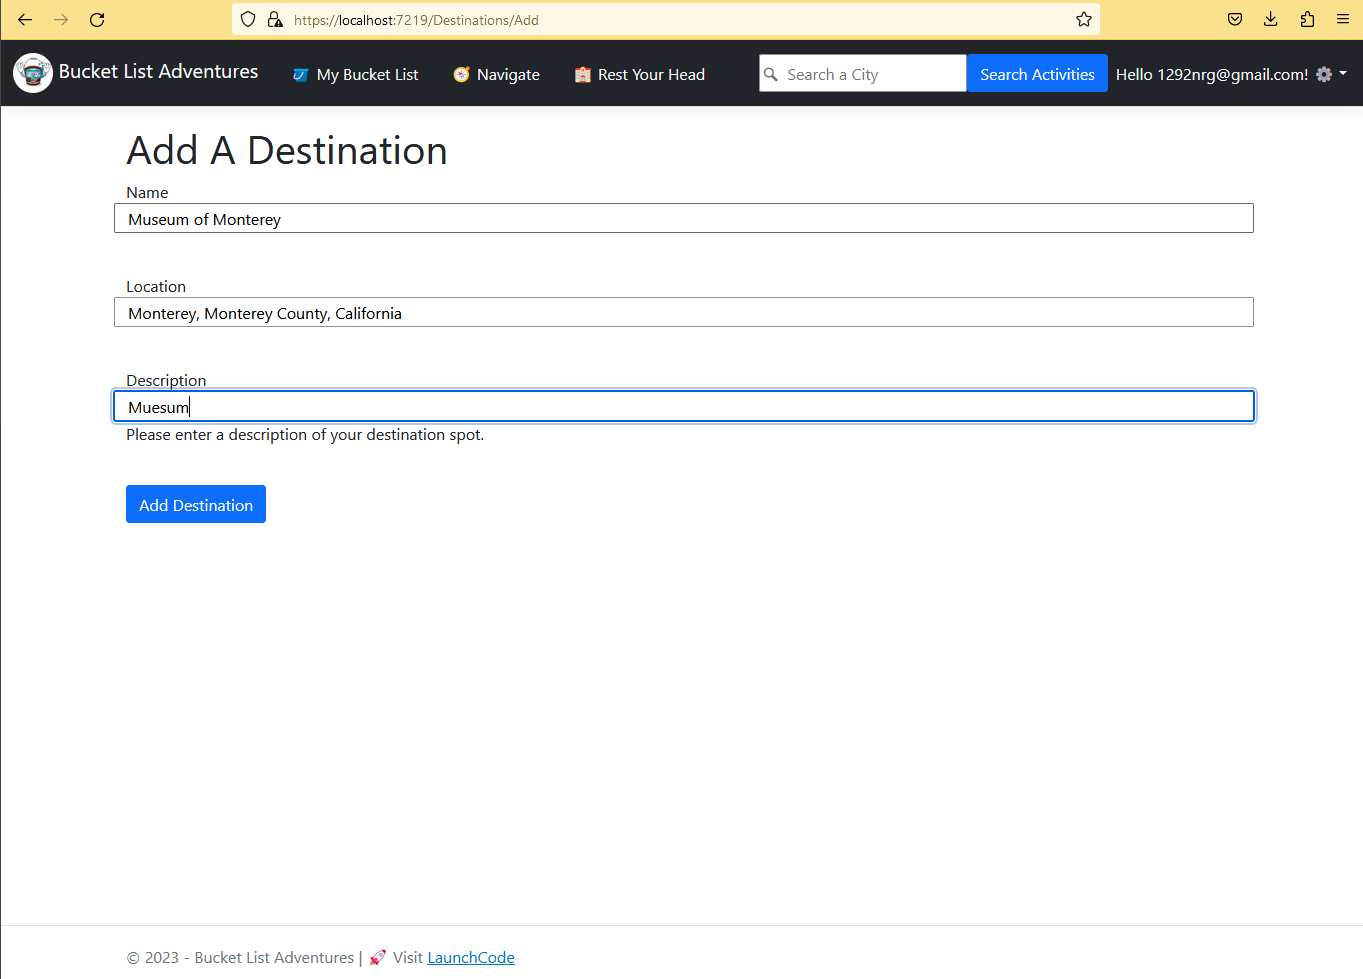 https://localhost:7219/Destinations/Add
Bucket List Adventures My Bucket List Navigate Rest Your Head Search a City Search Activities Hello 1292nrg@gmail.com!
Add A Destination
Name
Museum of Monterey
Location
Monterey, Monterey County, California
Description
Muesum
Please enter a description of your destination spot.
Add Destination
© 2023 - Bucket List Adventures | 🚀 Visit LaunchCode